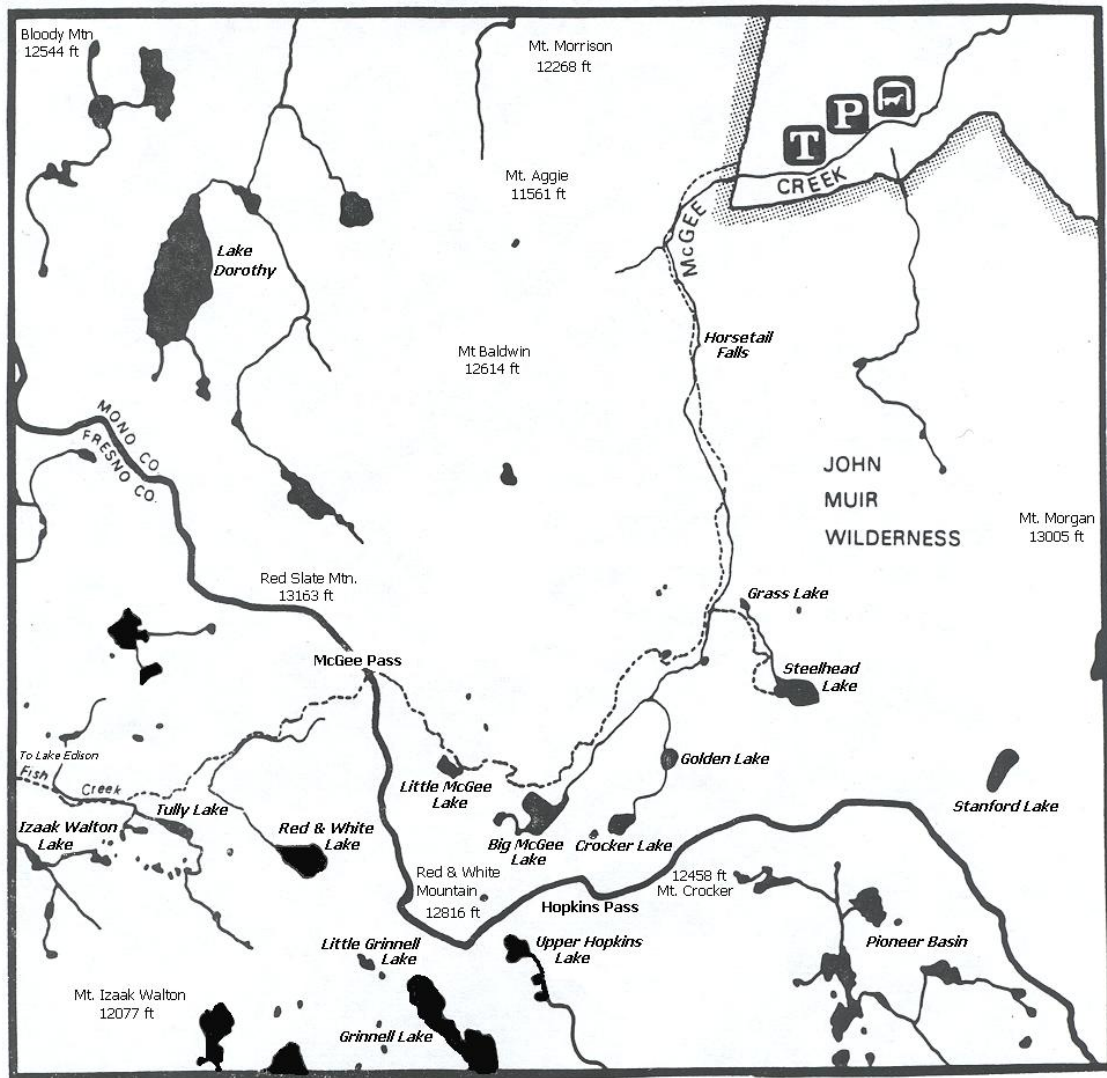 Bloody Mtn
12544 ft
Mt. Morrison
12268 ft
T
P
CREEK
McGEE
Mt. Aggie
11561 ft
Lake
Dorothy
Horsetail
Falls
Mt Baldwin
12614 ft
MONO CO.
FRESNO CO.
JOHN
MUIR
WILDERNESS
Mt. Morgan
13005 ft
Red Slate Mtn.
13163 ft
Grass Lake
McGee Pass
Steelhead
Lake
To Lake Edison
Fish
Creek
Golden Lake
Little McGee
Lake
Stanford Lake
Tully Lake
Izaak Walton
Lake
Red & White
Lake
Big McGee
Lake
Crocker Lake
Red & White
Mountain
12816 ft
12458 ft
Mt. Crocker
Hopkins Pass
Little Grinnell
Lake
Upper Hopkins
Lake
Pioneer Basin
Mt. Izaak Walton
12077 ft
Grinnell Lake